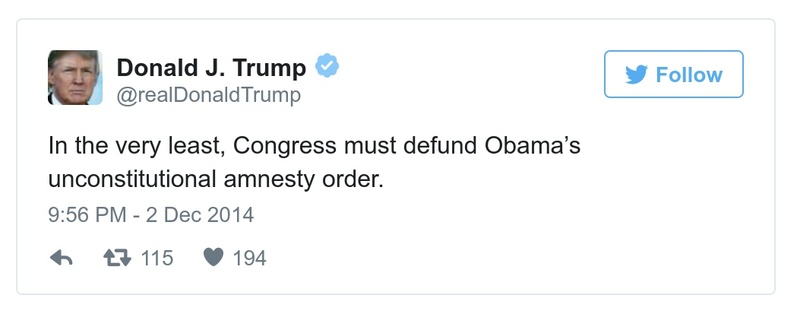 Donald J. Trump
Follow
@realDonaldTrump
In the very least, Congress must defund Obama’s
unconstitutional amnesty order.
9:56 PM - 2 Dec 2014
115 194